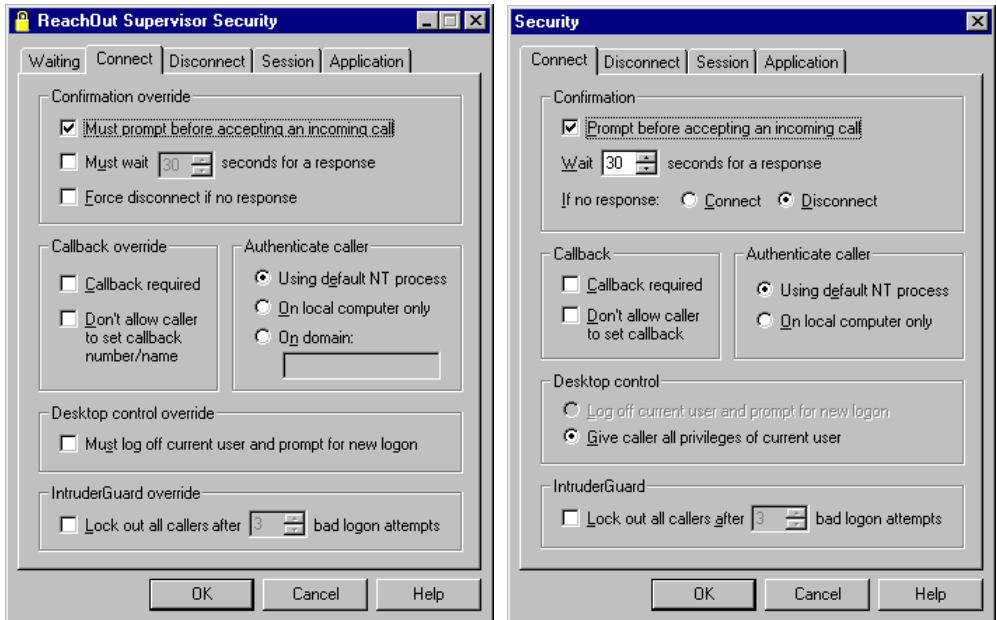 ReachOut Supervisor Security
Waiting Connect Disconnect Session Application
Confirmation override
Must prompt before accepting an incoming call
Must wait 30 seconds for a response
Force disconnect if no response
Callback override
Callback required
Don't allow caller
to set callback
number/name
Authenticate caller
Using default NT process
On local computer only
On domain:
Desktop control override
Must log off current user and prompt for new logon
IntruderGuard override
Lock out all callers after 3 bad logon attempts
OK Cancel Help
Security
Connect Disconnect Session Application
Confirmation
Prompt before accepting an incoming call
Wait 30 seconds for a response
If no response: Connect Disconnect
Callback
Callback required
Don't allow caller
to set callback
Authenticate caller
Using default NT process
On local computer only
Desktop control
Log off current user and prompt for new logon
Give caller all privileges of current user
IntruderGuard
Lock out all callers after 3 bad logon attempts
OK Cancel Help